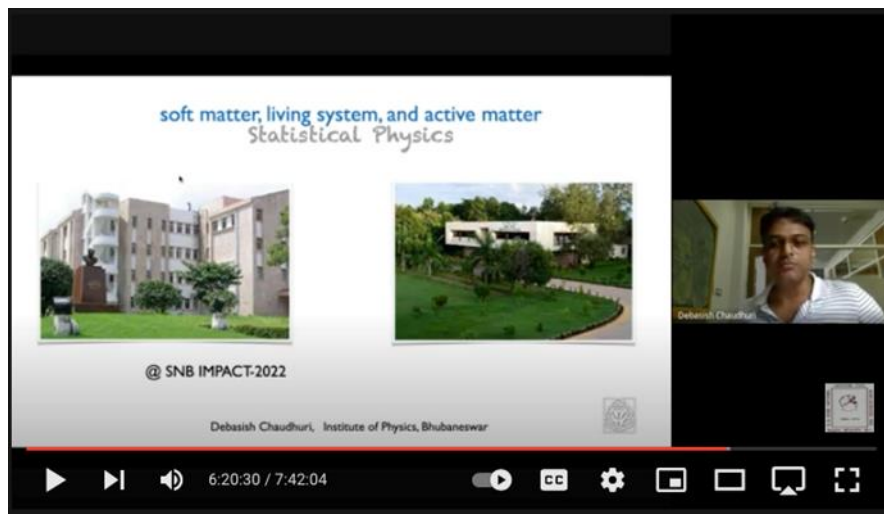 soft matter, living system, and active matter
Statistical Physics
@ SNB IMPACT-2022
Debasish Chaudhuri, Institute of Physics, Bhubaneswar
Debasish Chaudhuri
6:20:30 / 7:42:04
CC